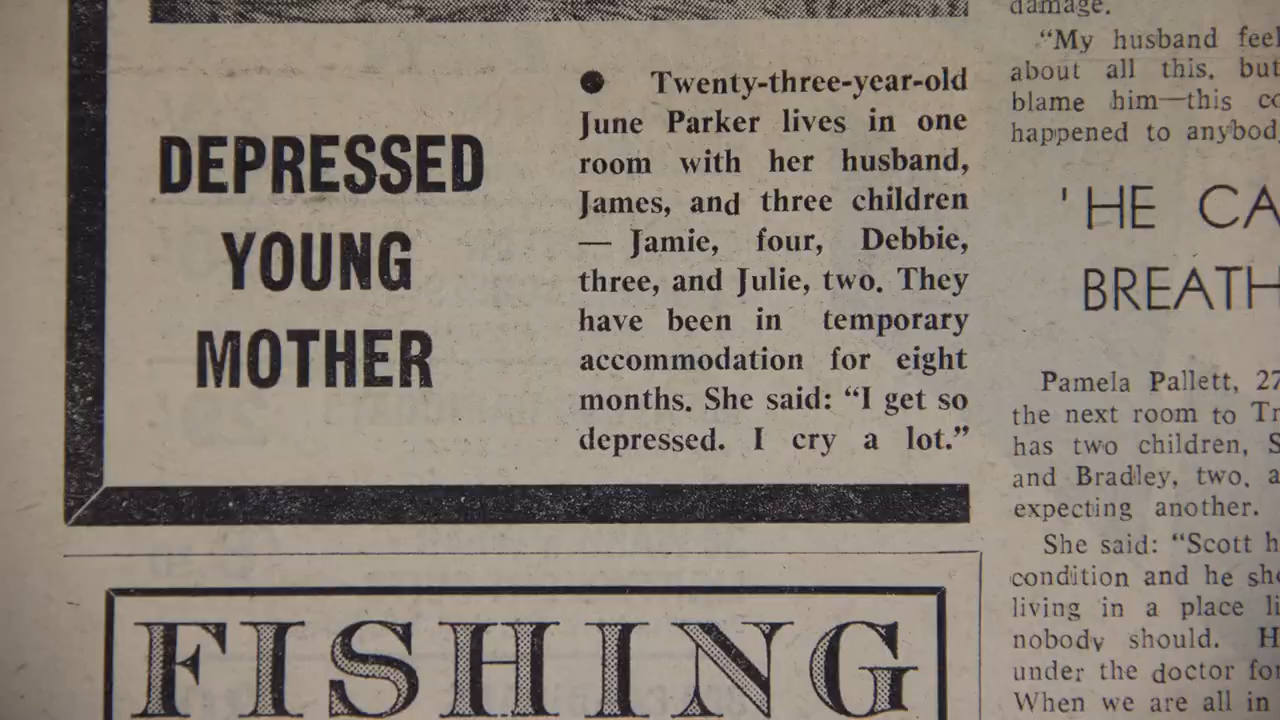 DEPRESSED
YOUNG
MOTHER
● Twenty-three-year-old
June Parker lives in one
room with her husband,
James, and three children
— Jamie, four, Debbie,
three, and Julie, two. They
have been in temporary
accommodation for eight
months. She said: “I get so
depressed. I cry a lot.”
FISHING
damage.
“My husband feel
about all this, but
blame him—this co
happened to anybod
'HE CA
BREATH
Pamela Pallett, 27
the next room to Tr
has two children, S
and Bradley, two, a
expecting another.
She said: “Scott h
condition and he sho
living in a place li
nobody should. H
under the doctor for
When we are all in